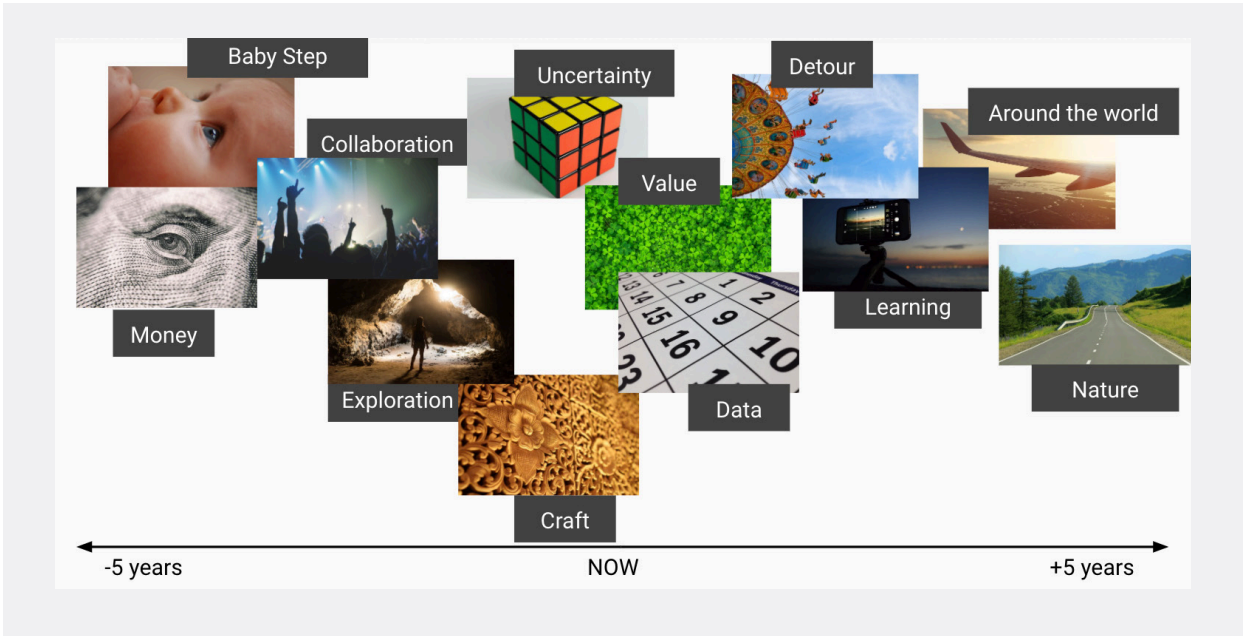 Baby Step
Uncertainty
Detour
Around the world
Collaboration
Value
Money
Learning
Exploration
Data
Nature
Craft
-5 years
NOW
+5 years